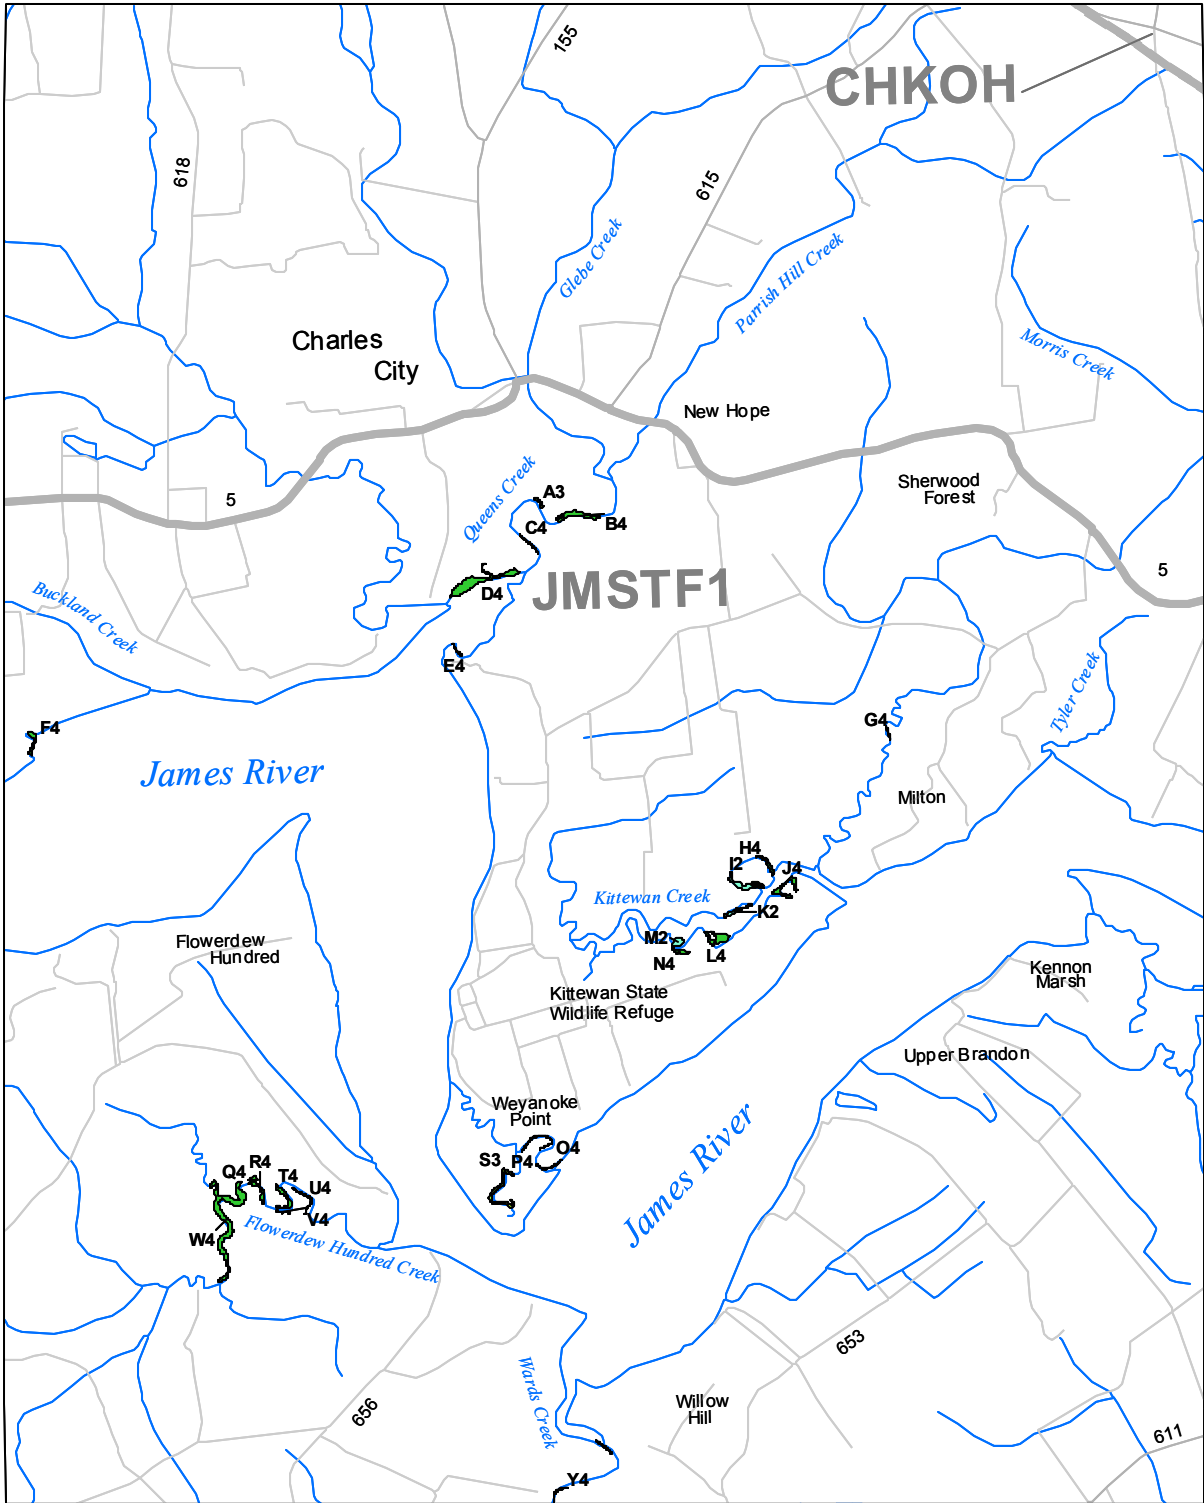 155
CHKOH
618
615
Glebe Creek
Parrish Hill Creek
Charles
City
Morris Creek
New Hope
Queens Creek
Sherwood
Forest
5
A3
C4
B4
5
D4
JMSTF1
Buckland Creek
E4
Tyler Creek
F4
G4
James River
Milton
H4
I2
J4
Kittewan Creek
K2
M2
L4
N4
Flowerdew
Hundred
Kennon
Marsh
Kittewan State
Wildlife Refuge
Upper Brandon
Weyanoke
Point
O4
S3
P4
James River
R4
Q4
T4
U4
V4
W4
Flowerdew Hundred Creek
653
Wards Creek
Willow
Hill
656
611
Y4